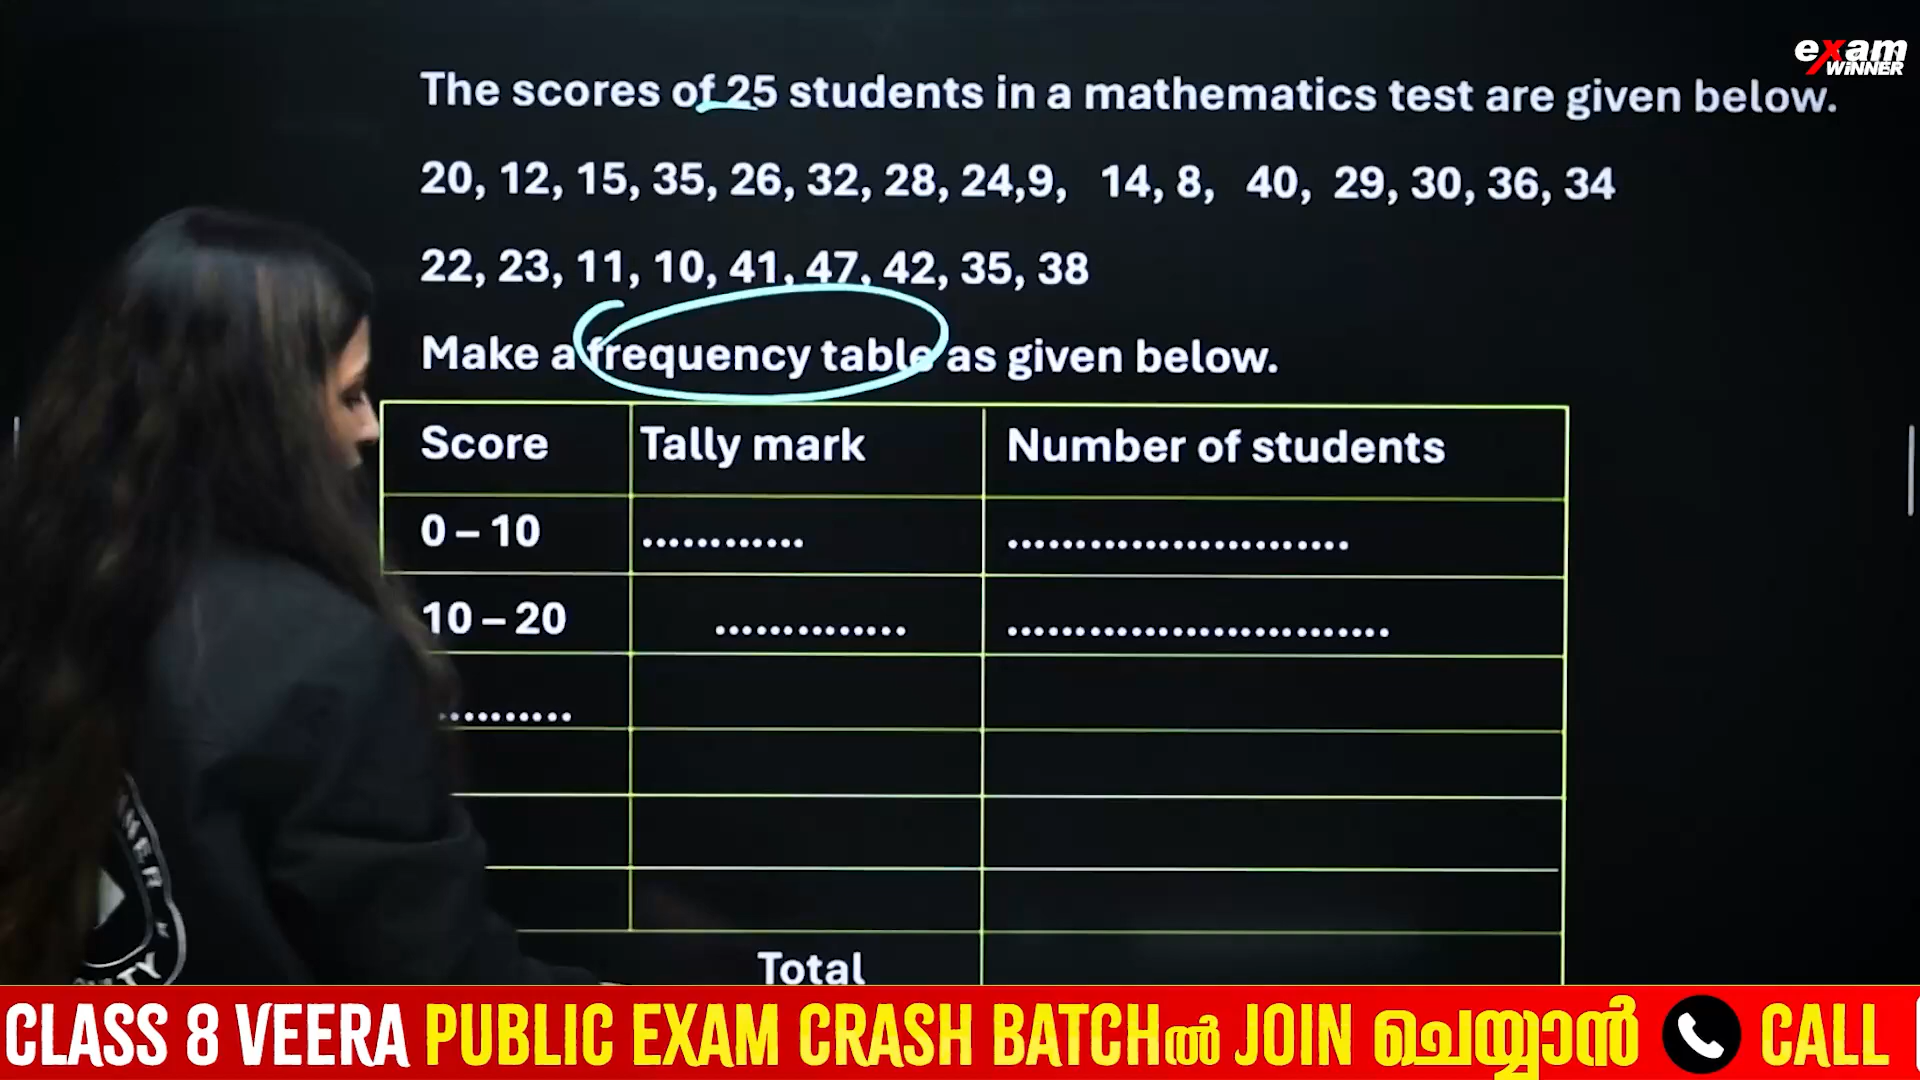 exam
WINNER
The scores of 25 students in a mathematics test are given below.
20, 12, 15, 35, 26, 32, 28, 24,9, 14, 8, 40, 29, 30, 36, 34
22, 23, 11, 10, 41, 47, 42, 35, 38
Make a frequency table as given below.
Score Tally mark Number of students
0 – 10 ............ .........................
10 – 20 .............. ............................
..........
Total
CLASS 8 VEERA PUBLIC EXAM CRASH BATCHൽ JOIN ചെയ്യാൻ CALL